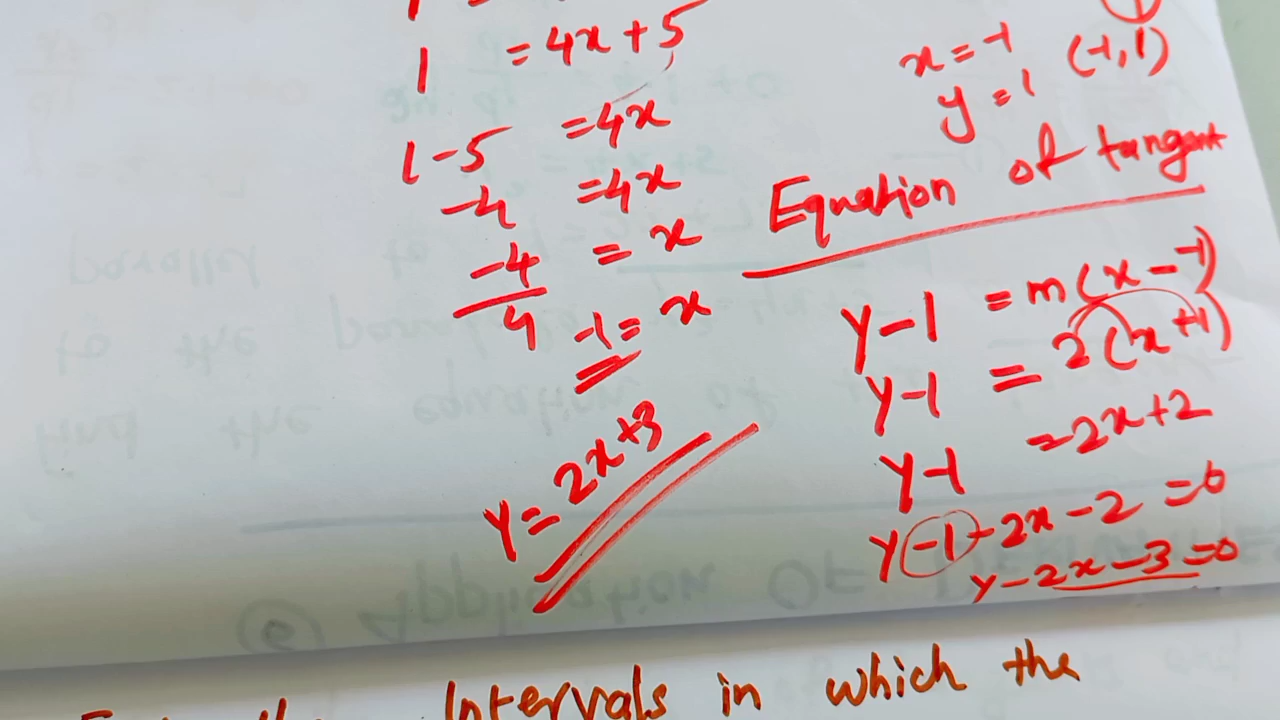 1 = 4x + 5
1 - 5 = 4x
-4 = 4x
-4/4 = x
-1 = x
y = 2x+3
x = -1 (-1,1)
y = 1
Equation of tangent
y-1 = m(x - -1)
y-1 = 2(x+1)
y-1 = 2x+2
y-1-2x-2 = 0
y-2x-3=0
Intervals in which the